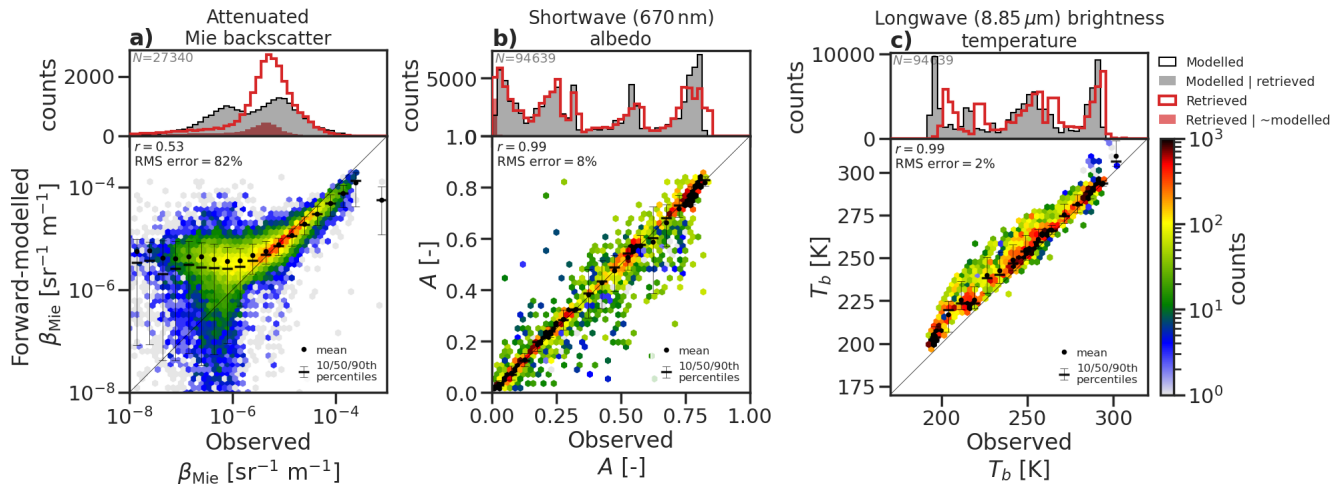 Attenuated
Mie backscatter
Shortwave (670 nm)
albedo
Longwave (8.85 μm) brightness
temperature
a)
b)
c)
N=27340
N=94639
N=94639
counts
2000
0
counts
5000
counts
10000
0
Modelled
Modelled | retrieved
Retrieved
Retrieved | ~modelled
r = 0.53
RMS error = 82%
r = 0.99
RMS error = 8%
r = 0.99
RMS error = 2%
Forward-modelled
βMie [sr⁻¹ m⁻¹]
10⁻⁴
10⁻⁶
10⁻⁸
A [-]
1.0
0.8
0.6
0.4
0.2
0.0
Tb [K]
300
275
250
225
200
175
mean
10/50/90th
percentiles
mean
10/50/90th
percentiles
mean
10/50/90th
percentiles
10³
10²
10¹
10⁰
counts
10⁻⁸ 10⁻⁶ 10⁻⁴
0.00 0.25 0.50 0.75 1.00
200 250 300
Observed
βMie [sr⁻¹ m⁻¹]
Observed
A [-]
Observed
Tb [K]